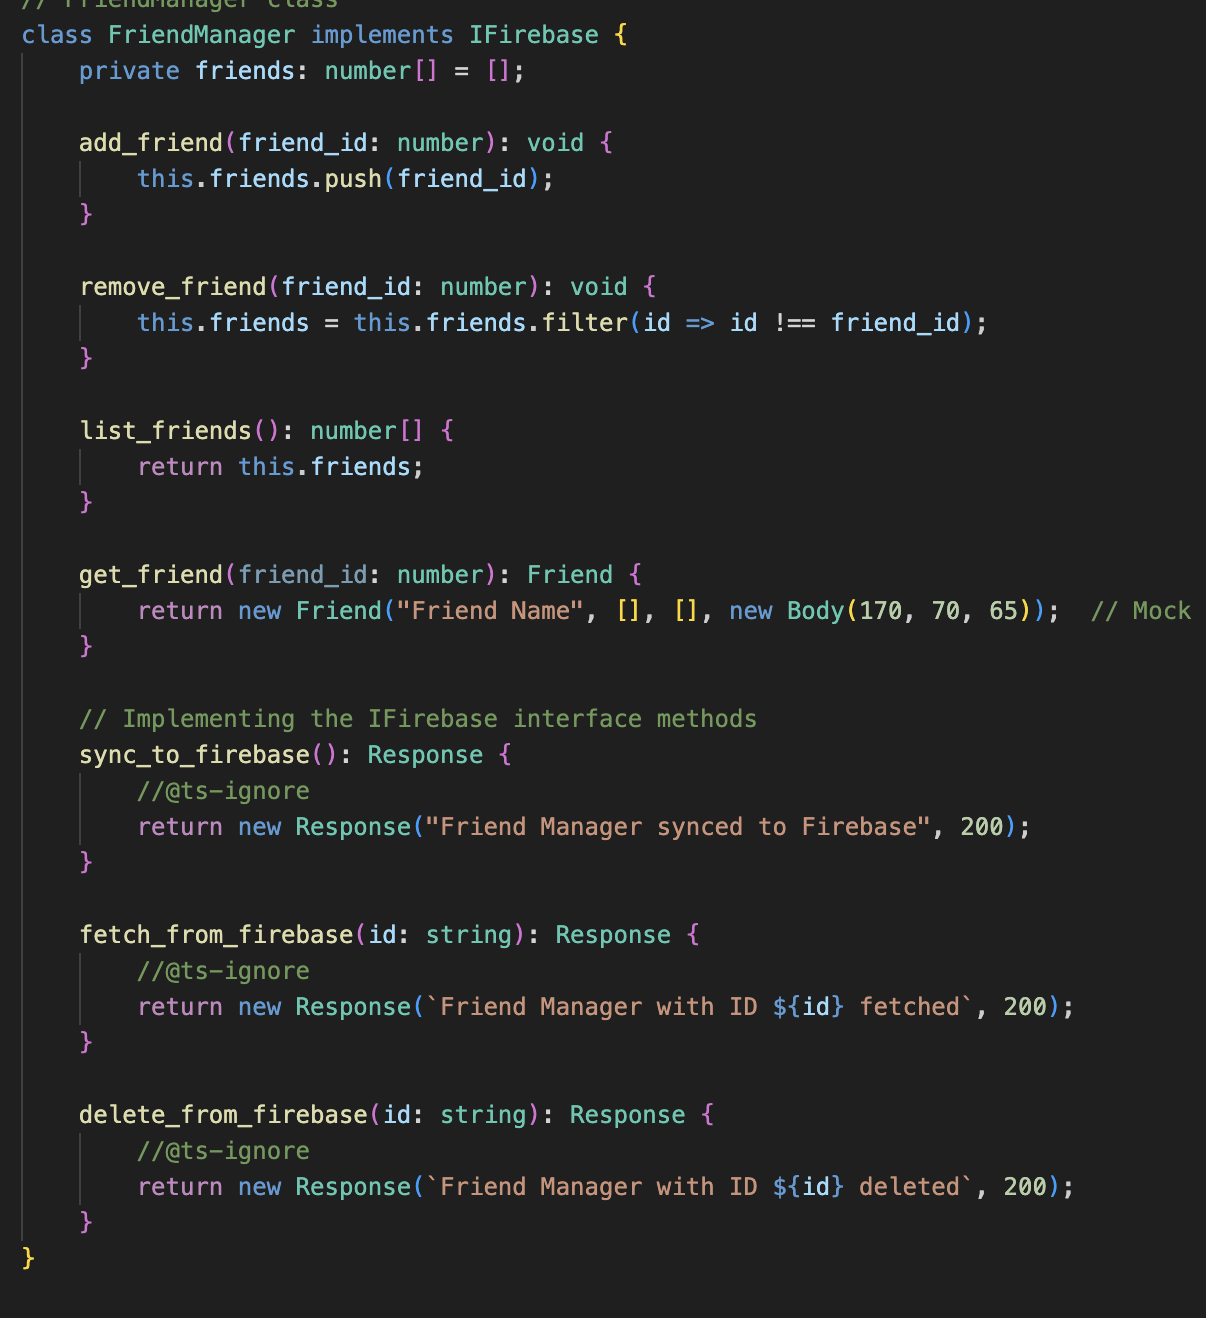 // FriendManager class
class FriendManager implements IFirebase {
    private friends: number[] = [];

    add_friend(friend_id: number): void {
        this.friends.push(friend_id);
    }

    remove_friend(friend_id: number): void {
        this.friends = this.friends.filter(id => id !== friend_id);
    }

    list_friends(): number[] {
        return this.friends;
    }

    get_friend(friend_id: number): Friend {
        return new Friend("Friend Name", [], [], new Body(170, 70, 65));  // Mock
    }

    // Implementing the IFirebase interface methods
    sync_to_firebase(): Response {
        //@ts-ignore
        return new Response("Friend Manager synced to Firebase", 200);
    }

    fetch_from_firebase(id: string): Response {
        //@ts-ignore
        return new Response(`Friend Manager with ID ${id} fetched`, 200);
    }

    delete_from_firebase(id: string): Response {
        //@ts-ignore
        return new Response(`Friend Manager with ID ${id} deleted`, 200);
    }
}